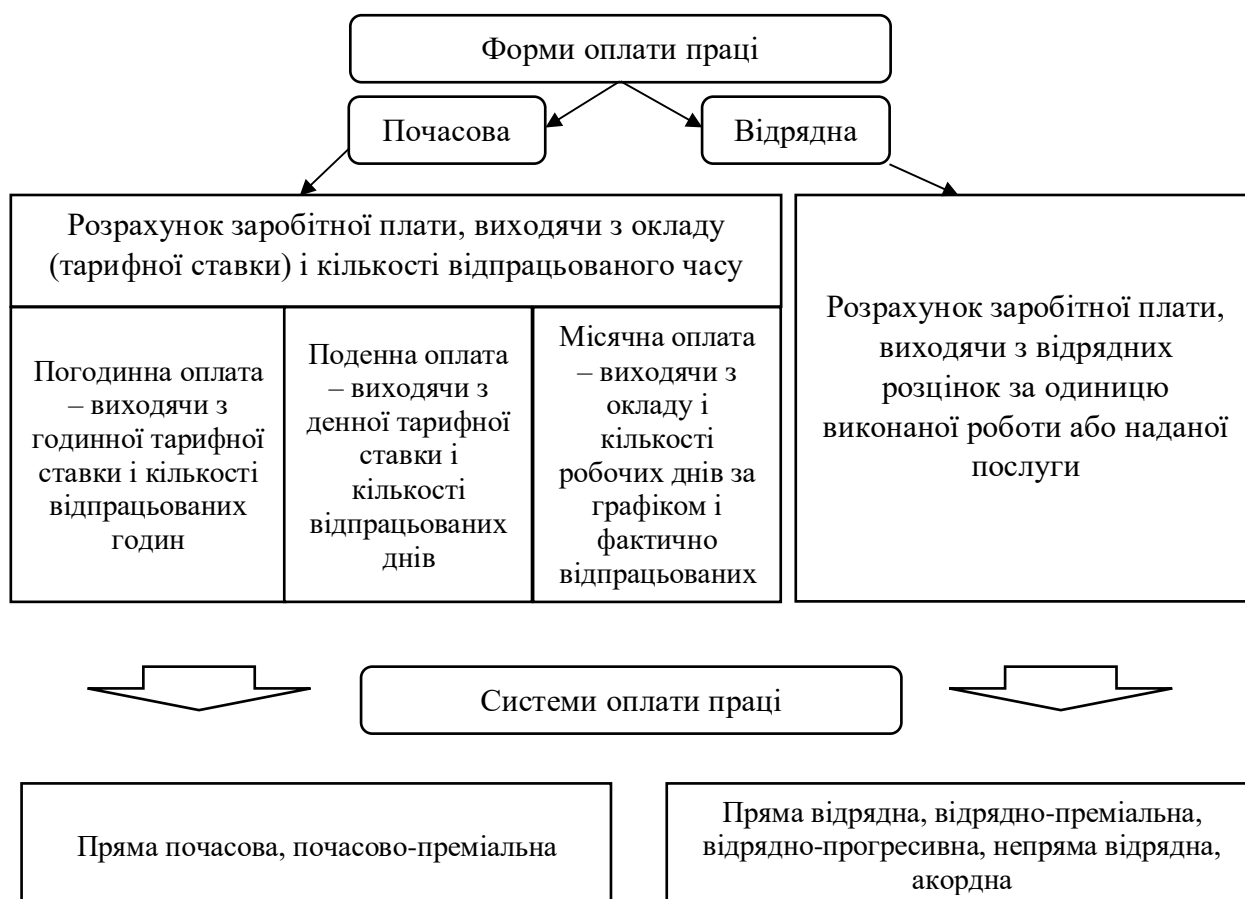 Форми оплати праці
Почасова
Відрядна
Розрахунок заробітної плати, виходячи з окладу
(тарифної ставки) і кількості відпрацьованого часу
Погодинна оплата
– виходячи з
годинної тарифної
ставки і кількості
відпрацьованих
годин
Поденна оплата
– виходячи з
денної тарифної
ставки і
кількості
відпрацьованих
днів
Місячна оплата
– виходячи з
окладу і
кількості
робочих днів за
графіком і
фактично
відпрацьованих
Розрахунок заробітної плати,
виходячи з відрядних
розцінок за одиницю
виконаної роботи або наданої
послуги
Системи оплати праці
Пряма почасова, почасово-преміальна
Пряма відрядна, відрядно-преміальна,
відрядно-прогресивна, непряма відрядна,
акордна